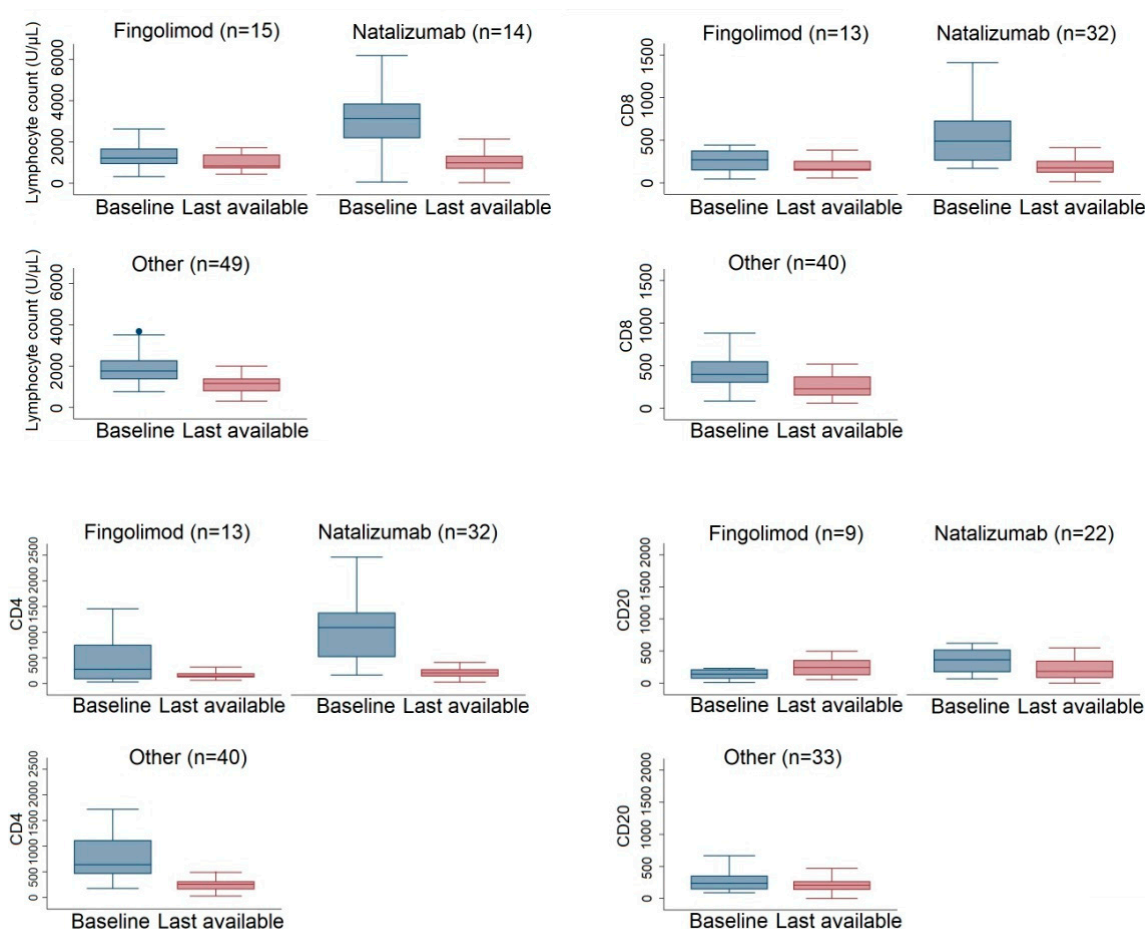 Fingolimod (n=15) Natalizumab (n=14)
Lymphocyte count (U/µL)
6000
4000
2000
0
Baseline Last available Baseline Last available
Other (n=49)
Lymphocyte count (U/µL)
6000
4000
2000
0
Baseline Last available
Fingolimod (n=13) Natalizumab (n=32)
CD8
1500
1000
500
0
Baseline Last available Baseline Last available
Other (n=40)
CD8
1500
1000
500
0
Baseline Last available
Fingolimod (n=13) Natalizumab (n=32)
CD4
2500
2000
1500
1000
500
0
Baseline Last available Baseline Last available
Other (n=40)
CD4
2500
2000
1500
1000
500
0
Baseline Last available
Fingolimod (n=9) Natalizumab (n=22)
CD20
2000
1500
1000
500
0
Baseline Last available Baseline Last available
Other (n=33)
CD20
2000
1500
1000
500
0
Baseline Last available